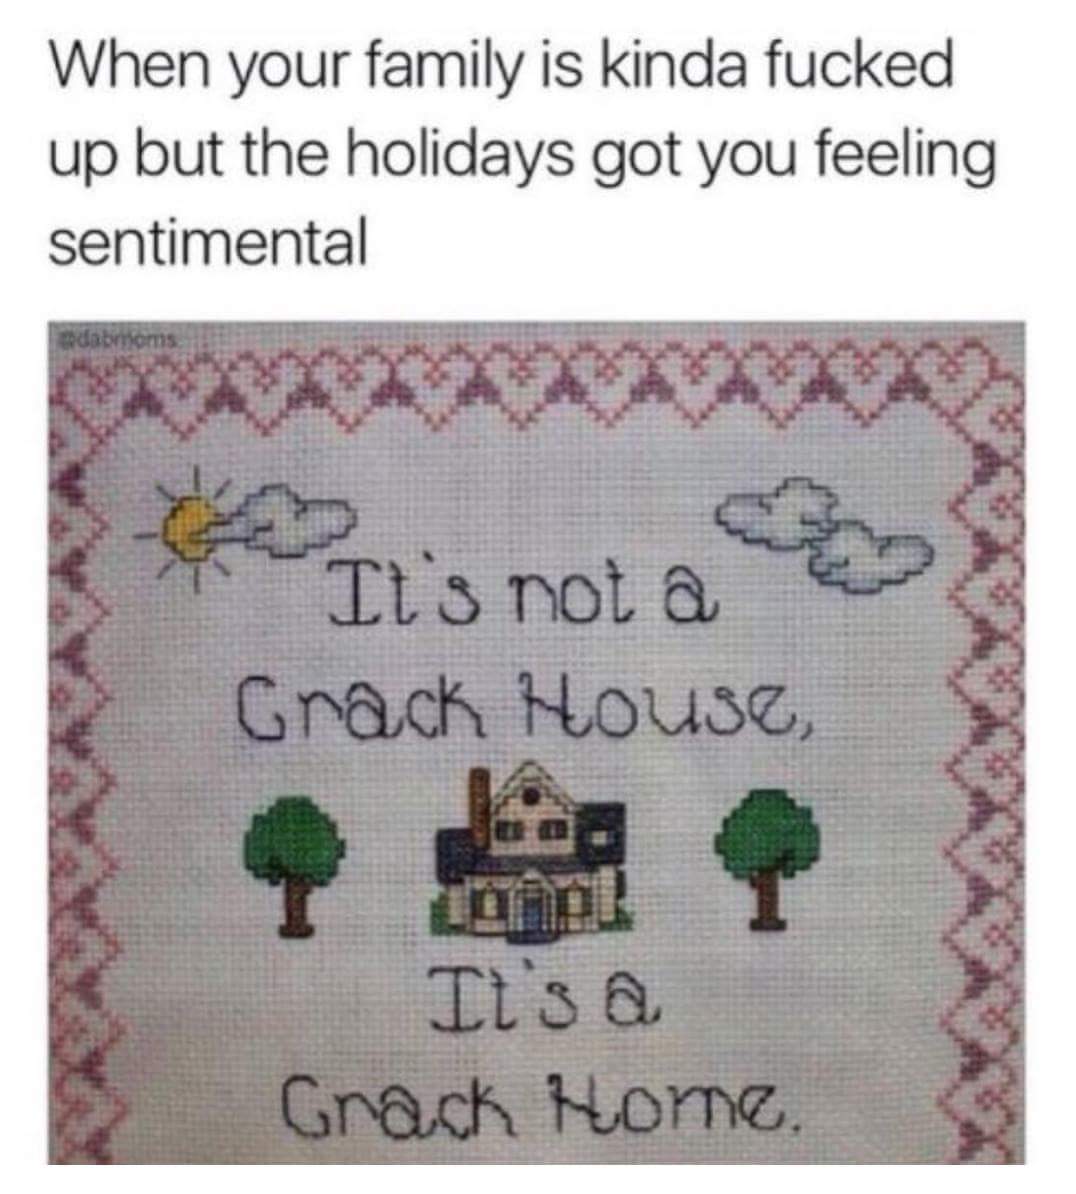 When your family is kinda fucked
up but the holidays got you feeling
sentimental
@dabmoms
It's not a
Crack House,
It's a
Crack Home.